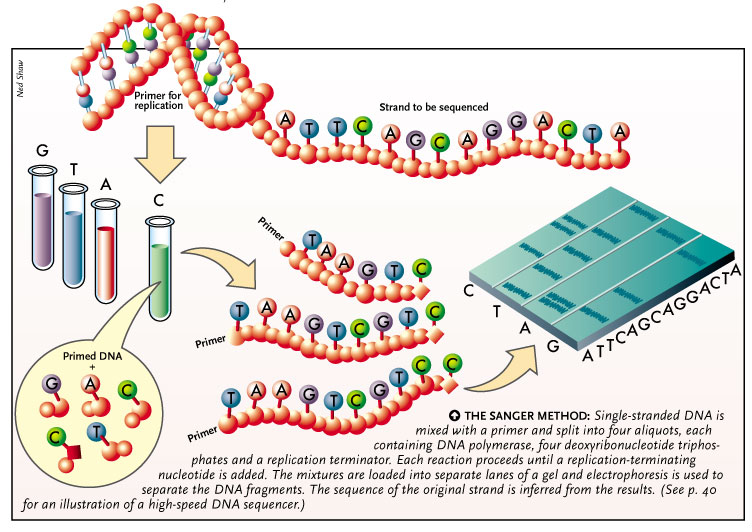 Ned Shaw
Primer for
replication
Strand to be sequenced
A T T C A G C A G G A C T A
G
T
A
C
Primer
T A A G T C
T A A G T C G T C
Primer
T A A G T C G T C C
Primer
Primed DNA
+
G A C
C T
C
T
A
G
ATTCAGCAGGACTA
THE SANGER METHOD: Single-stranded DNA is
mixed with a primer and split into four aliquots, each
containing DNA polymerase, four deoxyribonucleotide triphos-
phates and a replication terminator. Each reaction proceeds until a replication-terminating
nucleotide is added. The mixtures are loaded into separate lanes of a gel and electrophoresis is used to
separate the DNA fragments. The sequence of the original strand is inferred from the results. (See p. 40
for an illustration of a high-speed DNA sequencer.)